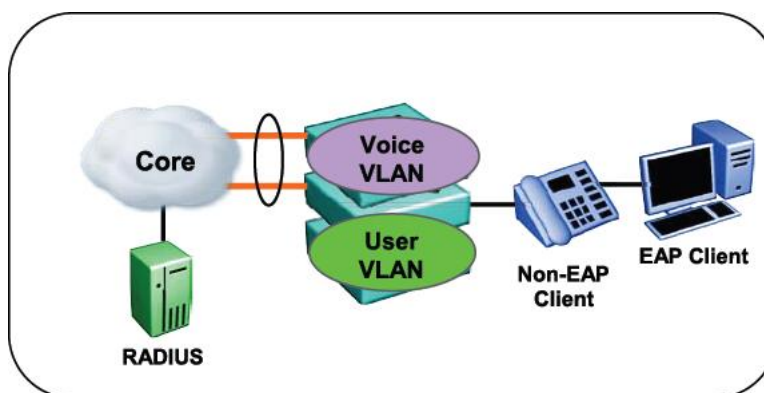 Core
Voice
VLAN
User
VLAN
Non-EAP
Client
EAP Client
RADIUS